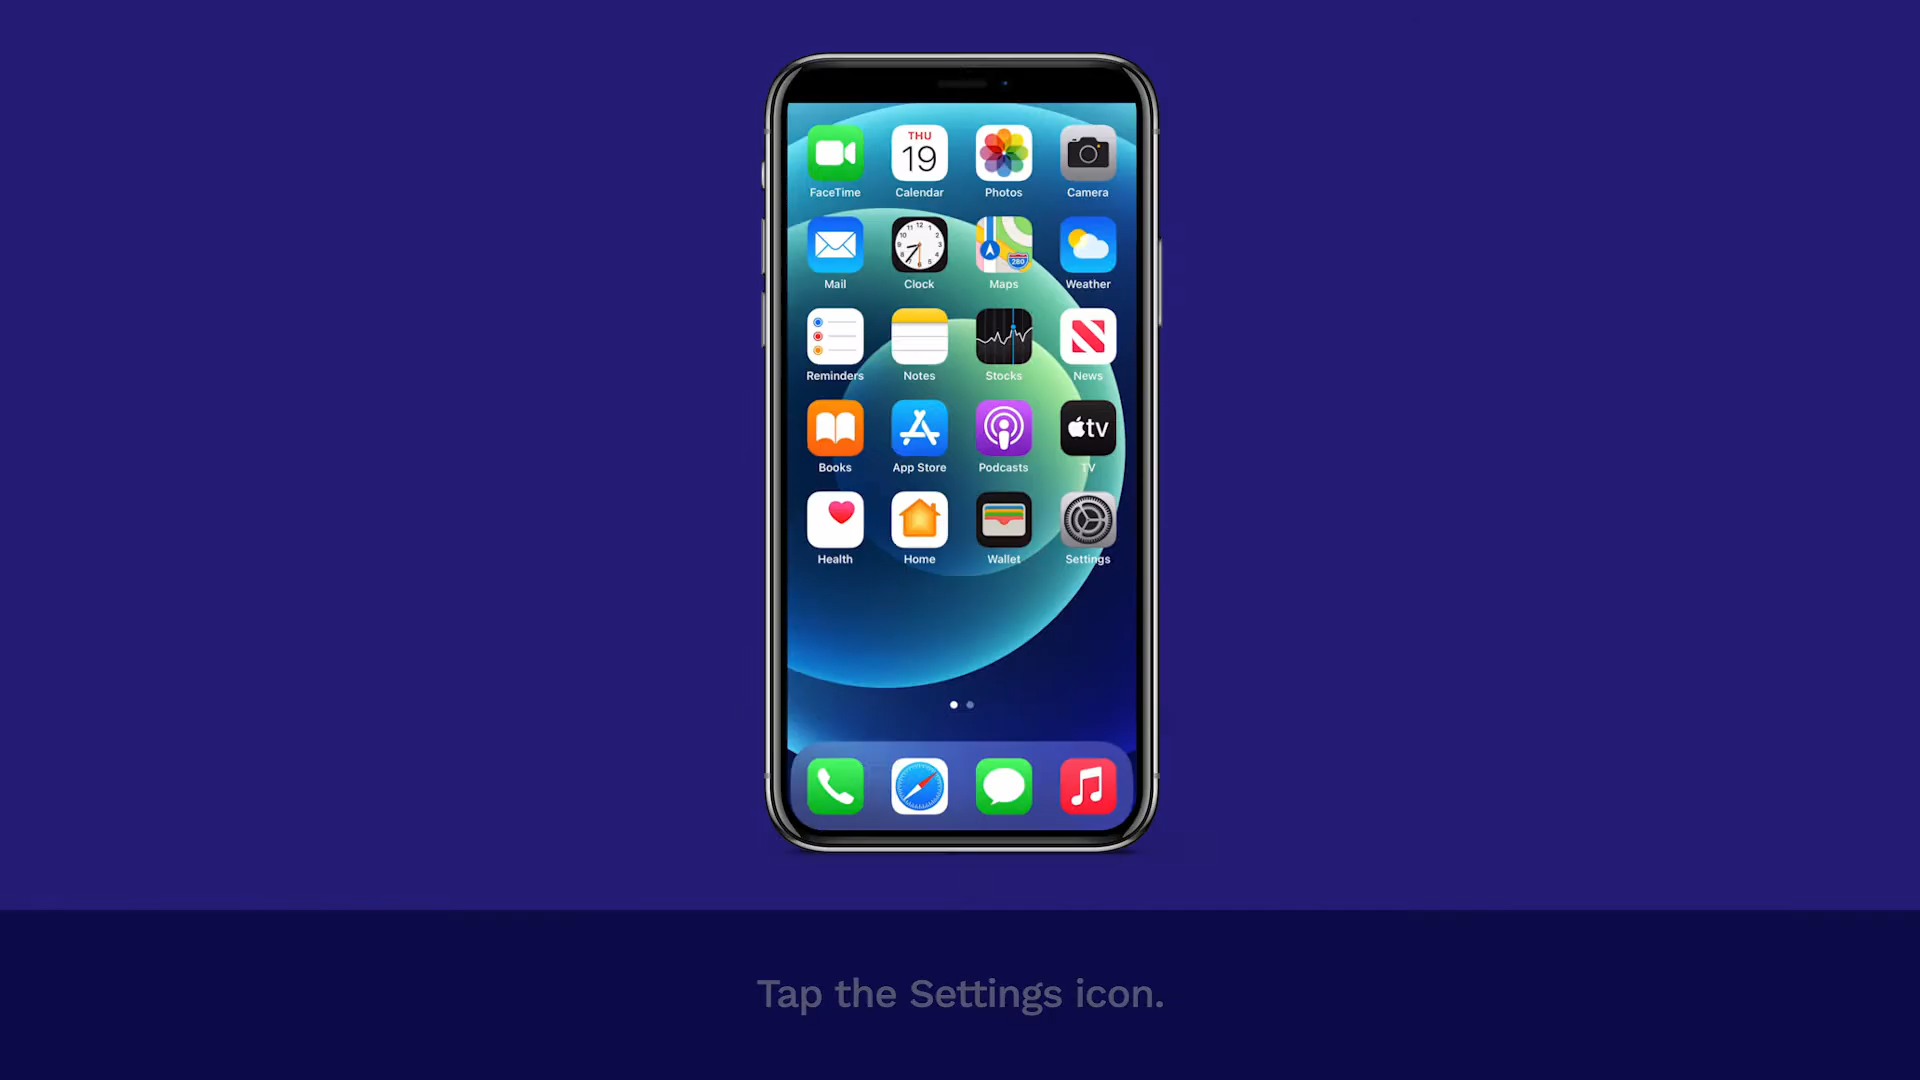 THU
19
FaceTime
Calendar
Photos
Camera
Mail
Clock
Maps
Weather
280
Reminders
Notes
Stocks
News
tv
Books
App Store
Podcasts
TV
Health
Home
Wallet
Settings
Tap the Settings icon.